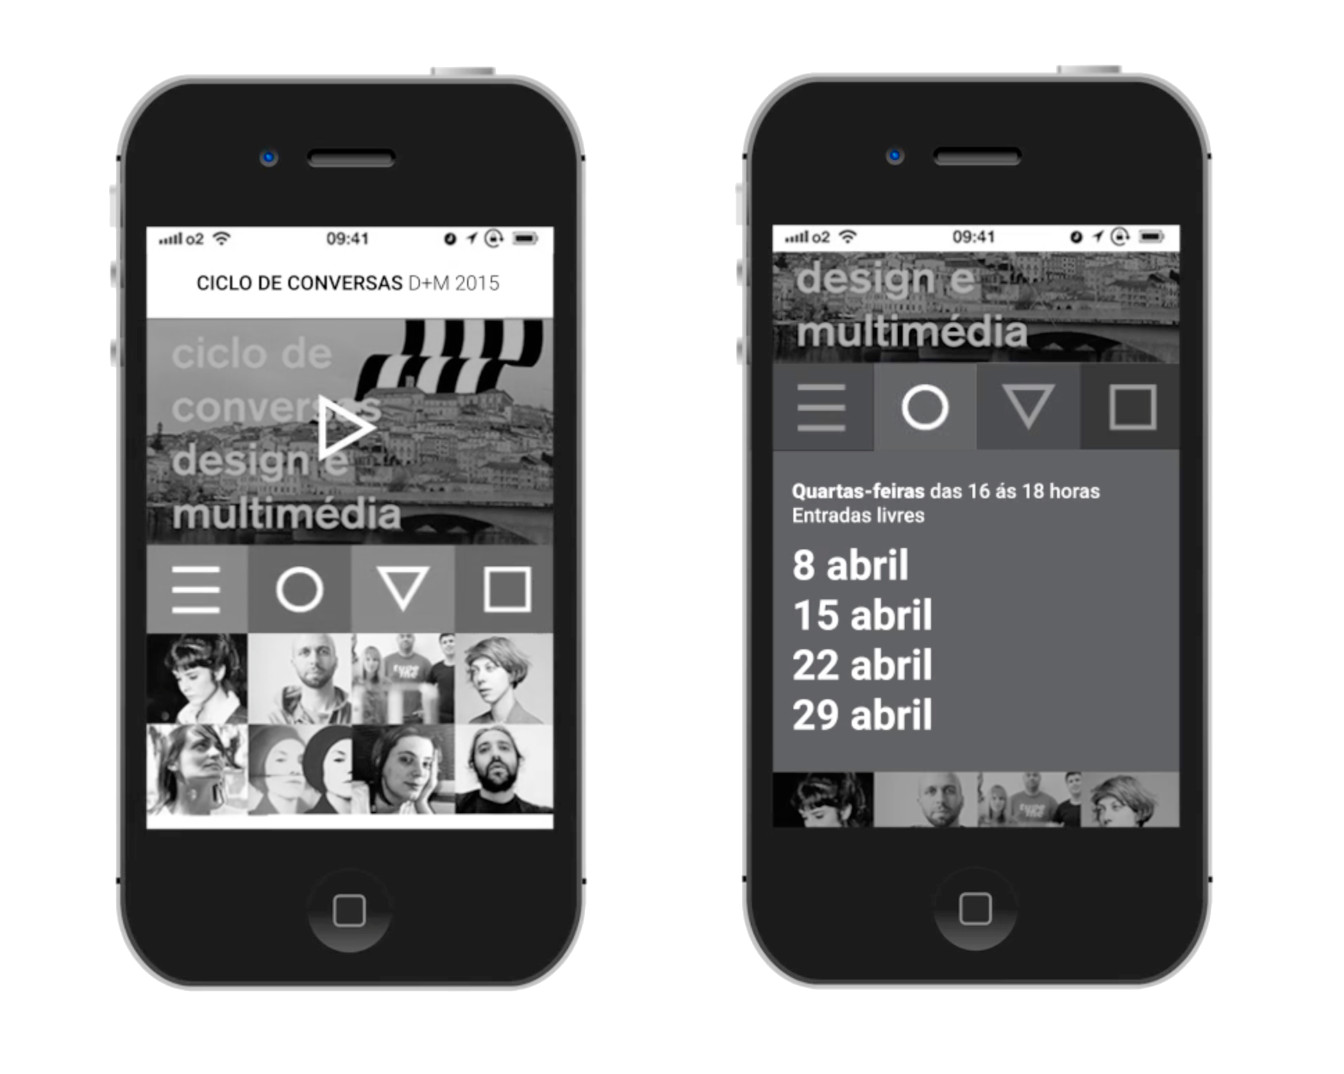 o2 09:41
CICLO DE CONVERSAS D+M 2015
ciclo de
conversas
design e
multimédia
o2 09:41
design e
multimédia
Quartas-feiras das 16 ás 18 horas
Entradas livres
8 abril
15 abril
22 abril
29 abril